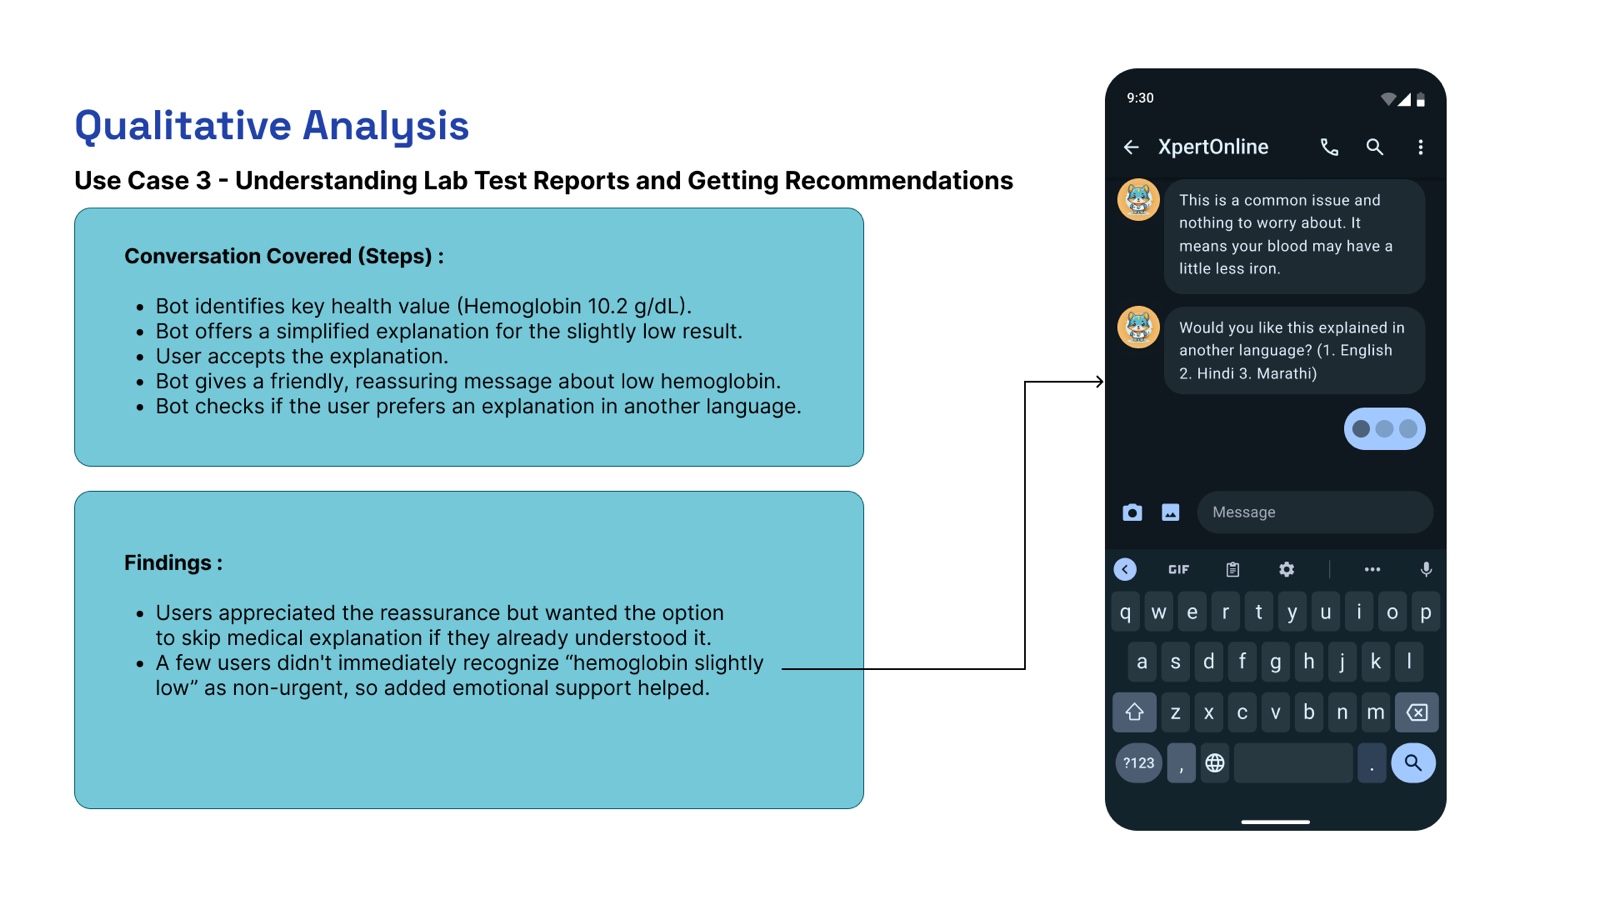 Qualitative Analysis
Use Case 3 - Understanding Lab Test Reports and Getting Recommendations
Conversation Covered (Steps) :
• Bot identifies key health value (Hemoglobin 10.2 g/dL).
• Bot offers a simplified explanation for the slightly low result.
• User accepts the explanation.
• Bot gives a friendly, reassuring message about low hemoglobin.
• Bot checks if the user prefers an explanation in another language.
Findings :
• Users appreciated the reassurance but wanted the option
to skip medical explanation if they already understood it.
• A few users didn't immediately recognize “hemoglobin slightly
low” as non-urgent, so added emotional support helped.
9:30
XpertOnline
This is a common issue and
nothing to worry about. It
means your blood may have a
little less iron.
Would you like this explained in
another language? (1. English
2. Hindi 3. Marathi)
Message
GIF
q w e r t y u i o p
a s d f g h j k l
z x c v b n m
?123 , .